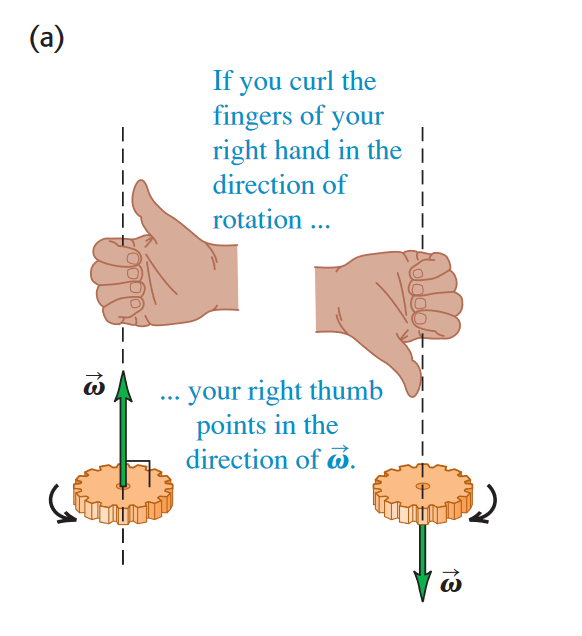 (a)
If you curl the
fingers of your
right hand in the
direction of
rotation ...
$\vec{\omega}$
... your right thumb
points in the
direction of $\vec{\omega}$.
$\vec{\omega}$